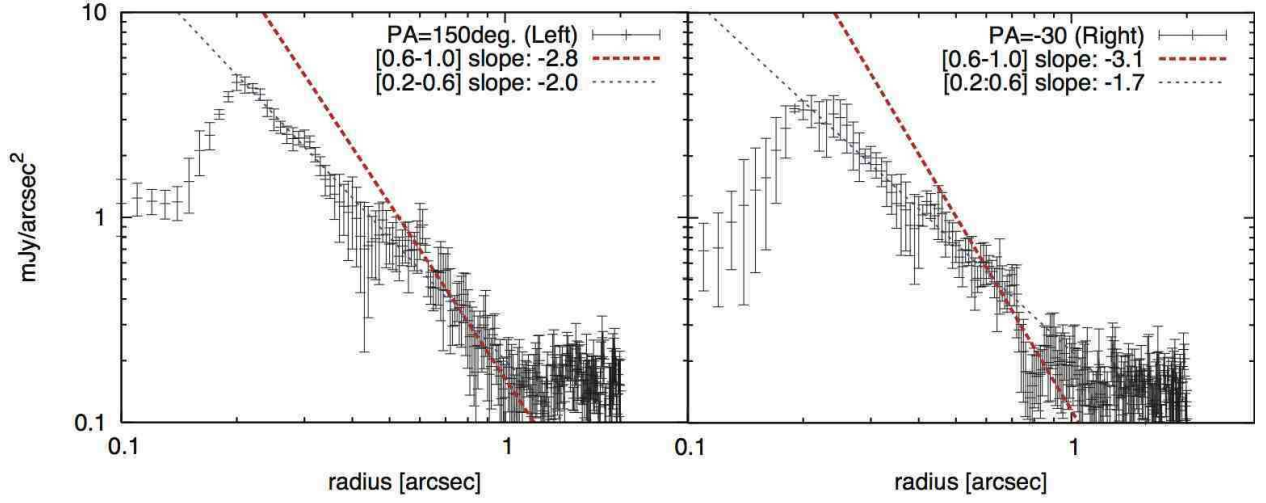 10
1
0.1
mJy/arcsec2
0.1
1
radius [arcsec]
PA=150deg. (Left)
[0.6-1.0] slope: -2.8
[0.2-0.6] slope: -2.0
PA=-30 (Right)
[0.6-1.0] slope: -3.1
[0.2:0.6] slope: -1.7
0.1
1
radius [arcsec]